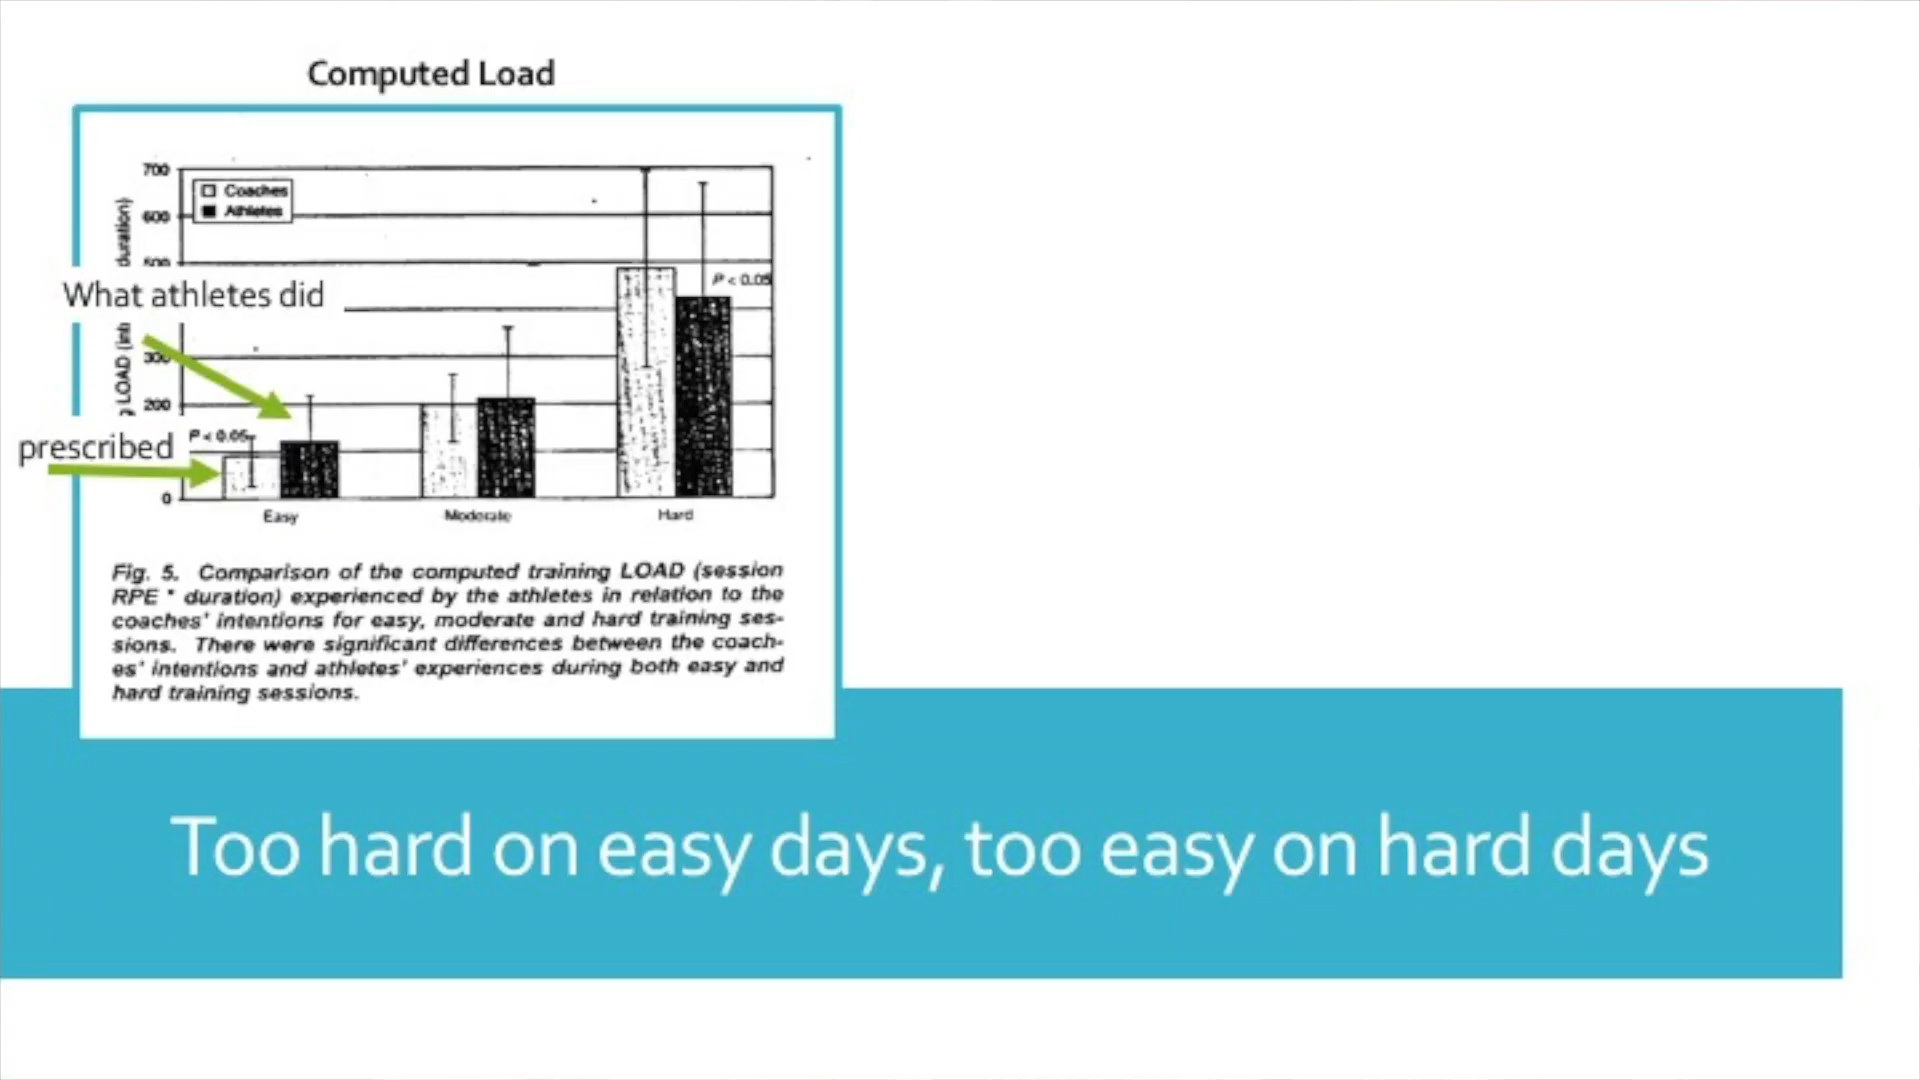 Computed Load
700
600
500
300
200
0
duration)
LOAD (int
Coaches
Athletes
What athletes did
prescribed
P < 0.05
P < 0.05
Easy
Moderate
Hard
Fig. 5. Comparison of the computed training LOAD (session
RPE * duration) experienced by the athletes in relation to the
coaches' intentions for easy, moderate and hard training ses-
sions. There were significant differences between the coach-
es' intentions and athletes' experiences during both easy and
hard training sessions.
Too hard on easy days, too easy on hard days